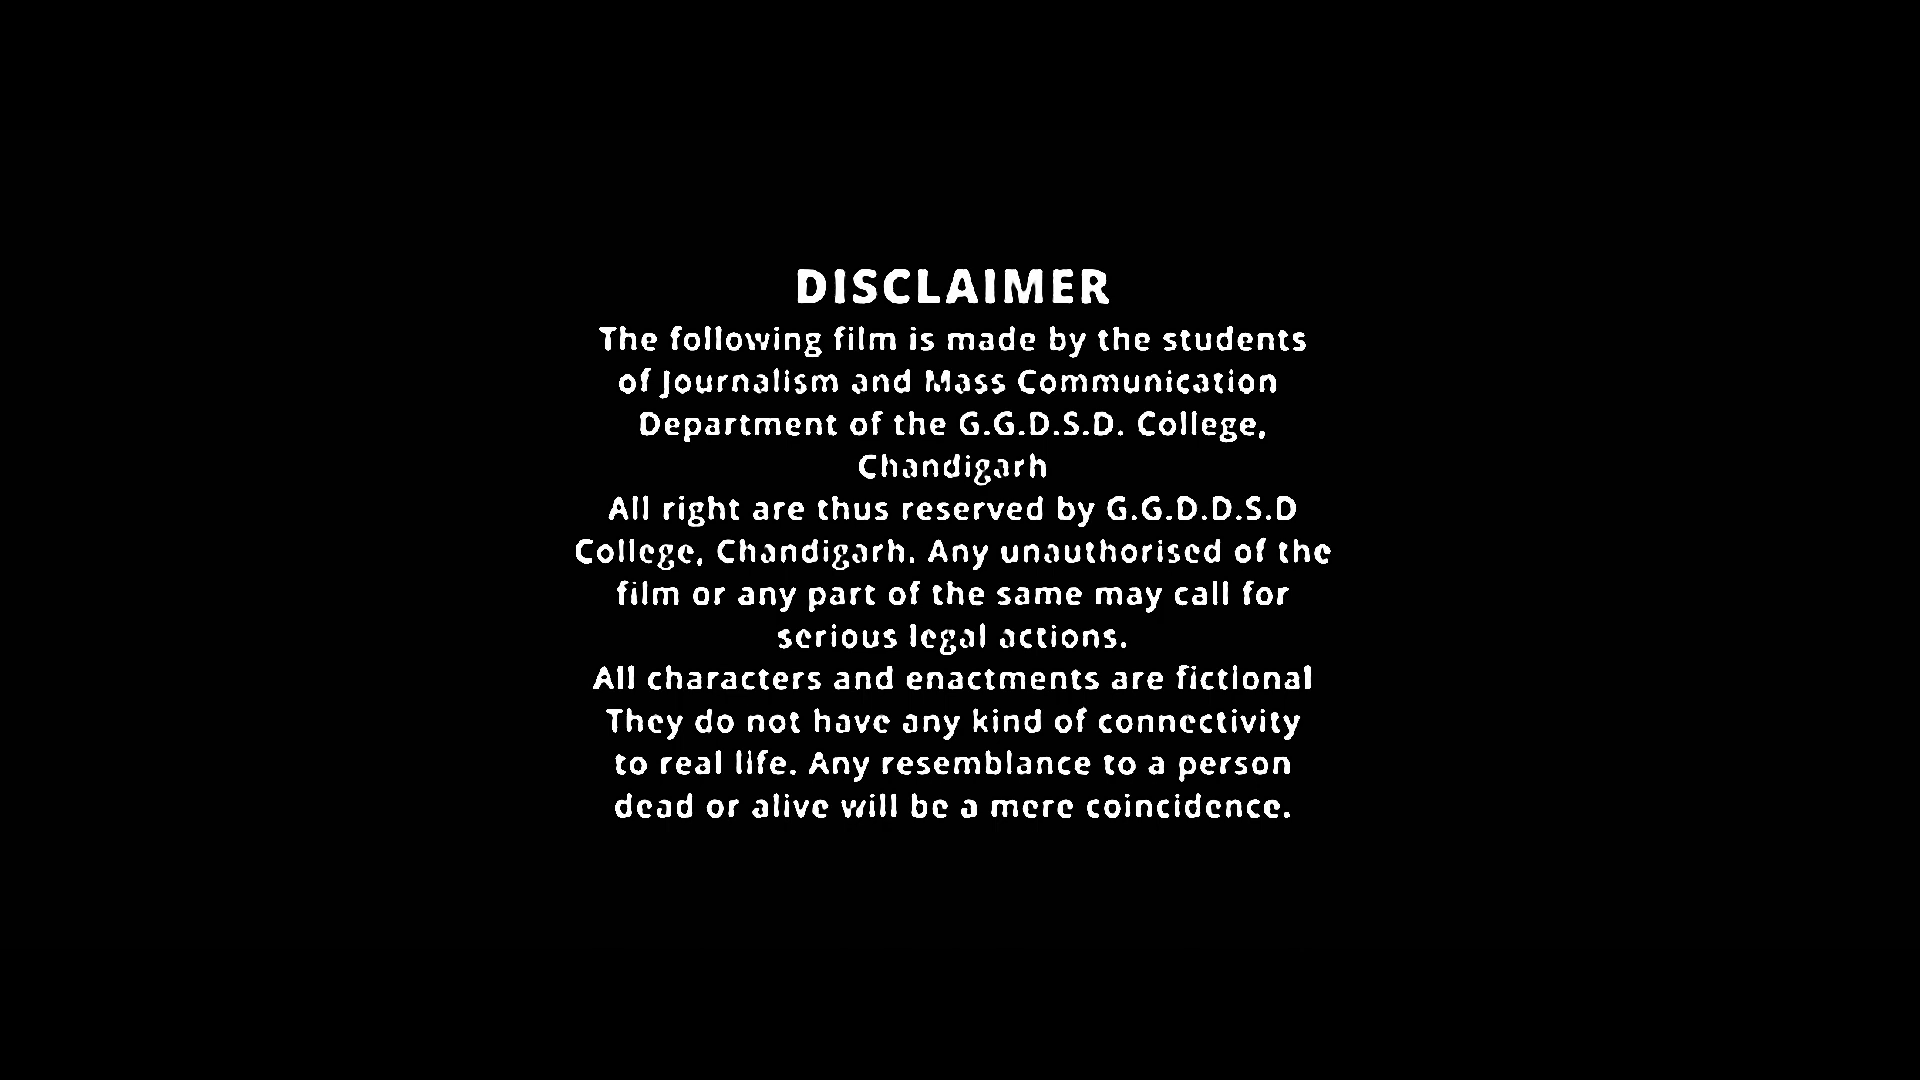 DISCLAIMER
The following film is made by the students
of Journalism and Mass Communication
Department of the G.G.D.S.D. College,
Chandigarh
All right are thus reserved by G.G.D.D.S.D
College, Chandigarh. Any unauthorised of the
film or any part of the same may call for
serious legal actions.
All characters and enactments are fictional
They do not have any kind of connectivity
to real life. Any resemblance to a person
dead or alive will be a mere coincidence.